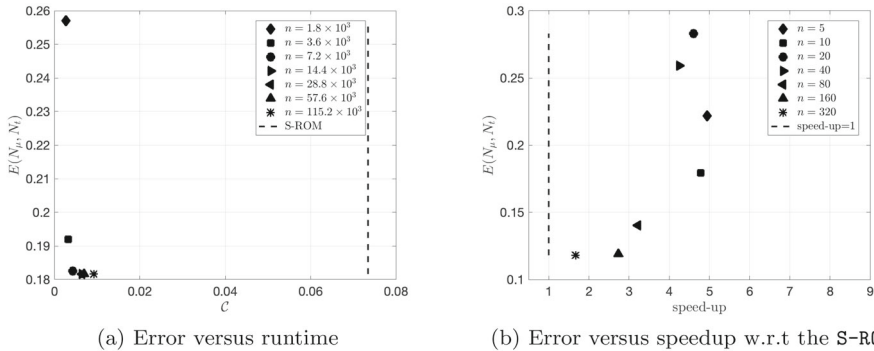 0.26
0.25
0.24
0.23
0.22
0.21
0.2
0.19
0.18
0 0.02 0.04 0.06 0.08
E(N_μ, N_t)
𝒞
n = 1.8 × 10³
n = 3.6 × 10³
n = 7.2 × 10³
n = 14.4 × 10³
n = 28.8 × 10³
n = 57.6 × 10³
n = 115.2 × 10³
S-ROM
(a) Error versus runtime
0.3
0.25
0.2
0.15
0.1
1 2 3 4 5 6 7 8 9
E(N_μ, N_t)
speed-up
n = 5
n = 10
n = 20
n = 40
n = 80
n = 160
n = 320
speed-up=1
(b) Error versus speedup w.r.t the